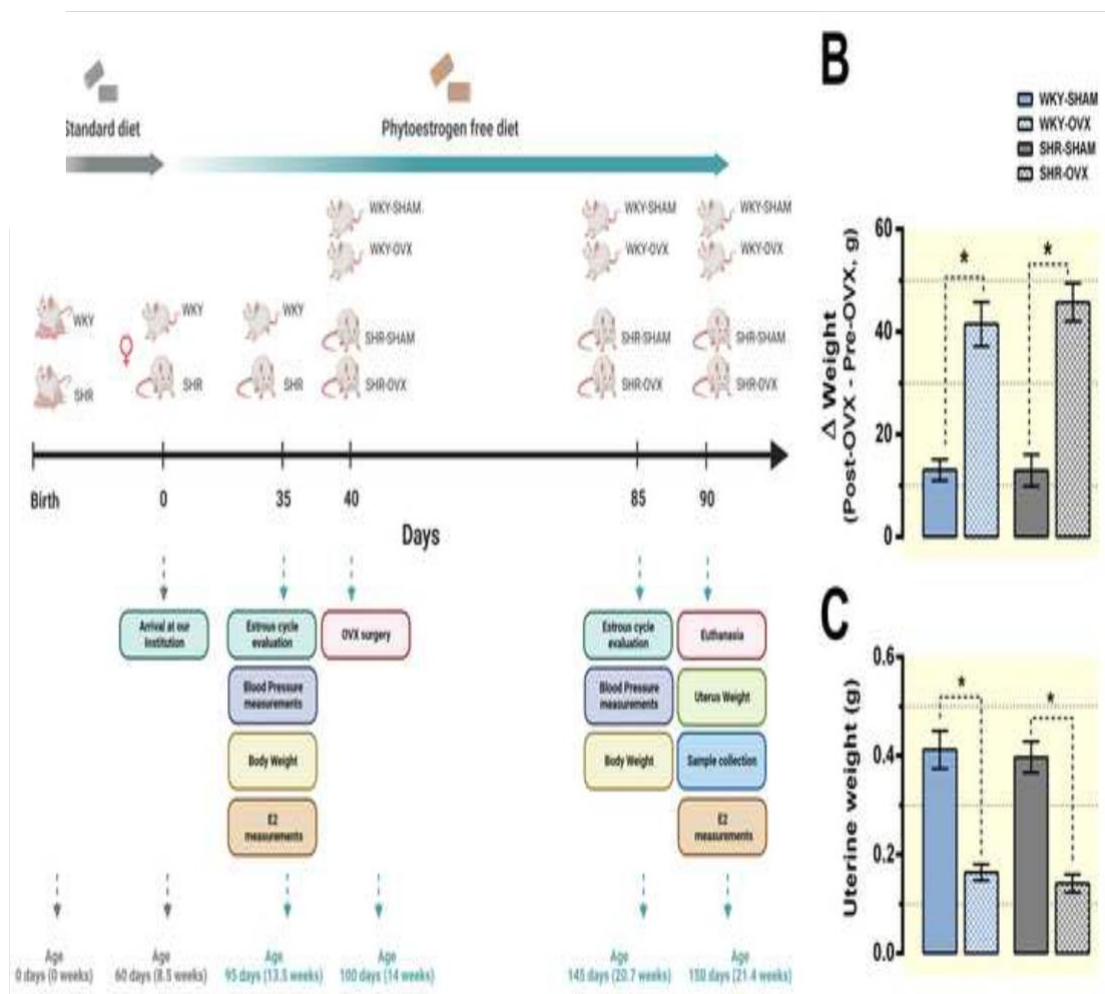 Standard diet
Phytoestrogen free diet
WKY-SHAM
WKY-OVX
WKY-SHAM
WKY-OVX
WKY-SHAM
WKY-OVX
WKY
WKY
WKY
SHR-SHAM
SHR-SHAM
SHR-SHAM
SHR
SHR
SHR
SHR-OVX
SHR-OVX
SHR-OVX
Birth
0
35
40
85
90
Days
Arrival at our
Institution
Estrous cycle
evaluation
Blood Pressure
measurements
Body Weight
E2
measurements
OVX surgery
Estrous cycle
evaluation
Blood Pressure
measurements
Body Weight
Euthanasia
Uterus Weight
Sample collection
E2
measurements
Age
0 days (0 weeks)
Age
60 days (8.5 weeks)
Age
95 days (13.5 weeks)
Age
100 days (14 weeks)
Age
145 days (20.7 weeks)
Age
150 days (21.4 weeks)
B
WKY-SHAM
WKY-OVX
SHR-SHAM
SHR-OVX
Δ Weight
(Post-OVX - Pre-OVX, g)
60
40
20
0
*
*
C
Uterine weight (g)
0.6
0.4
0.2
0.0
*
*